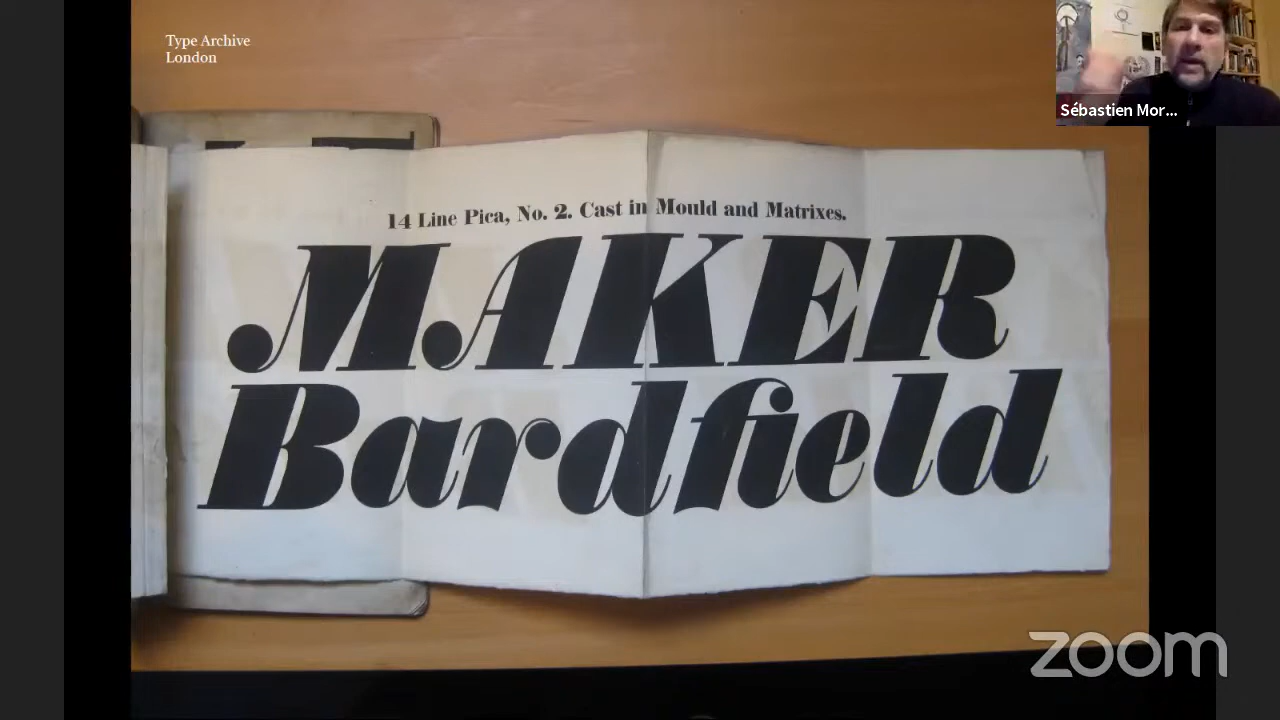 Type Archive
London
Sébastien Mor...
14 Line Pica, No. 2. Cast in Mould and Matrixes.
MAKER
Bardfield
zoom